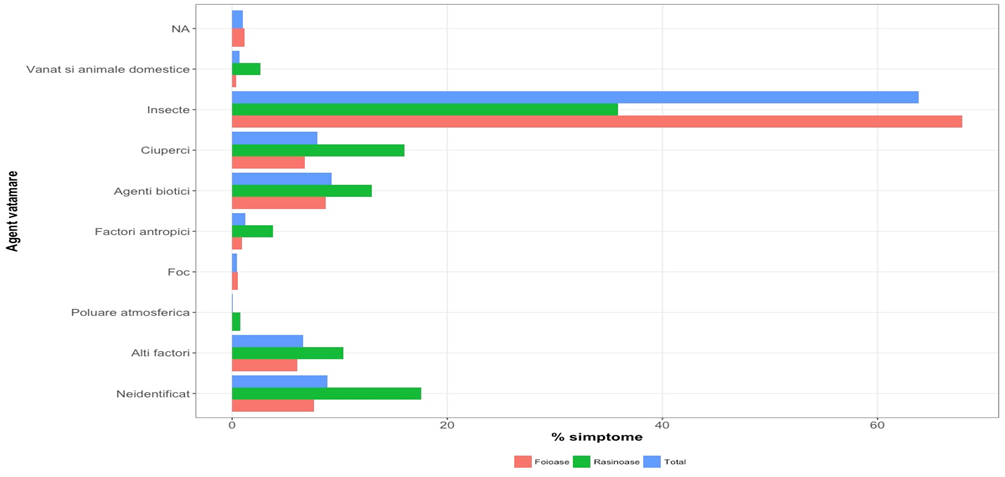 NA
Vanat si animale domestice
Insecte
Ciuperci
Agenti biotici
Factori antropici
Foc
Poluare atmosferica
Alti factori
Neidentificat
Agent vatamare
0 20 40 60
% simptome
Foioase Rasinoase Total